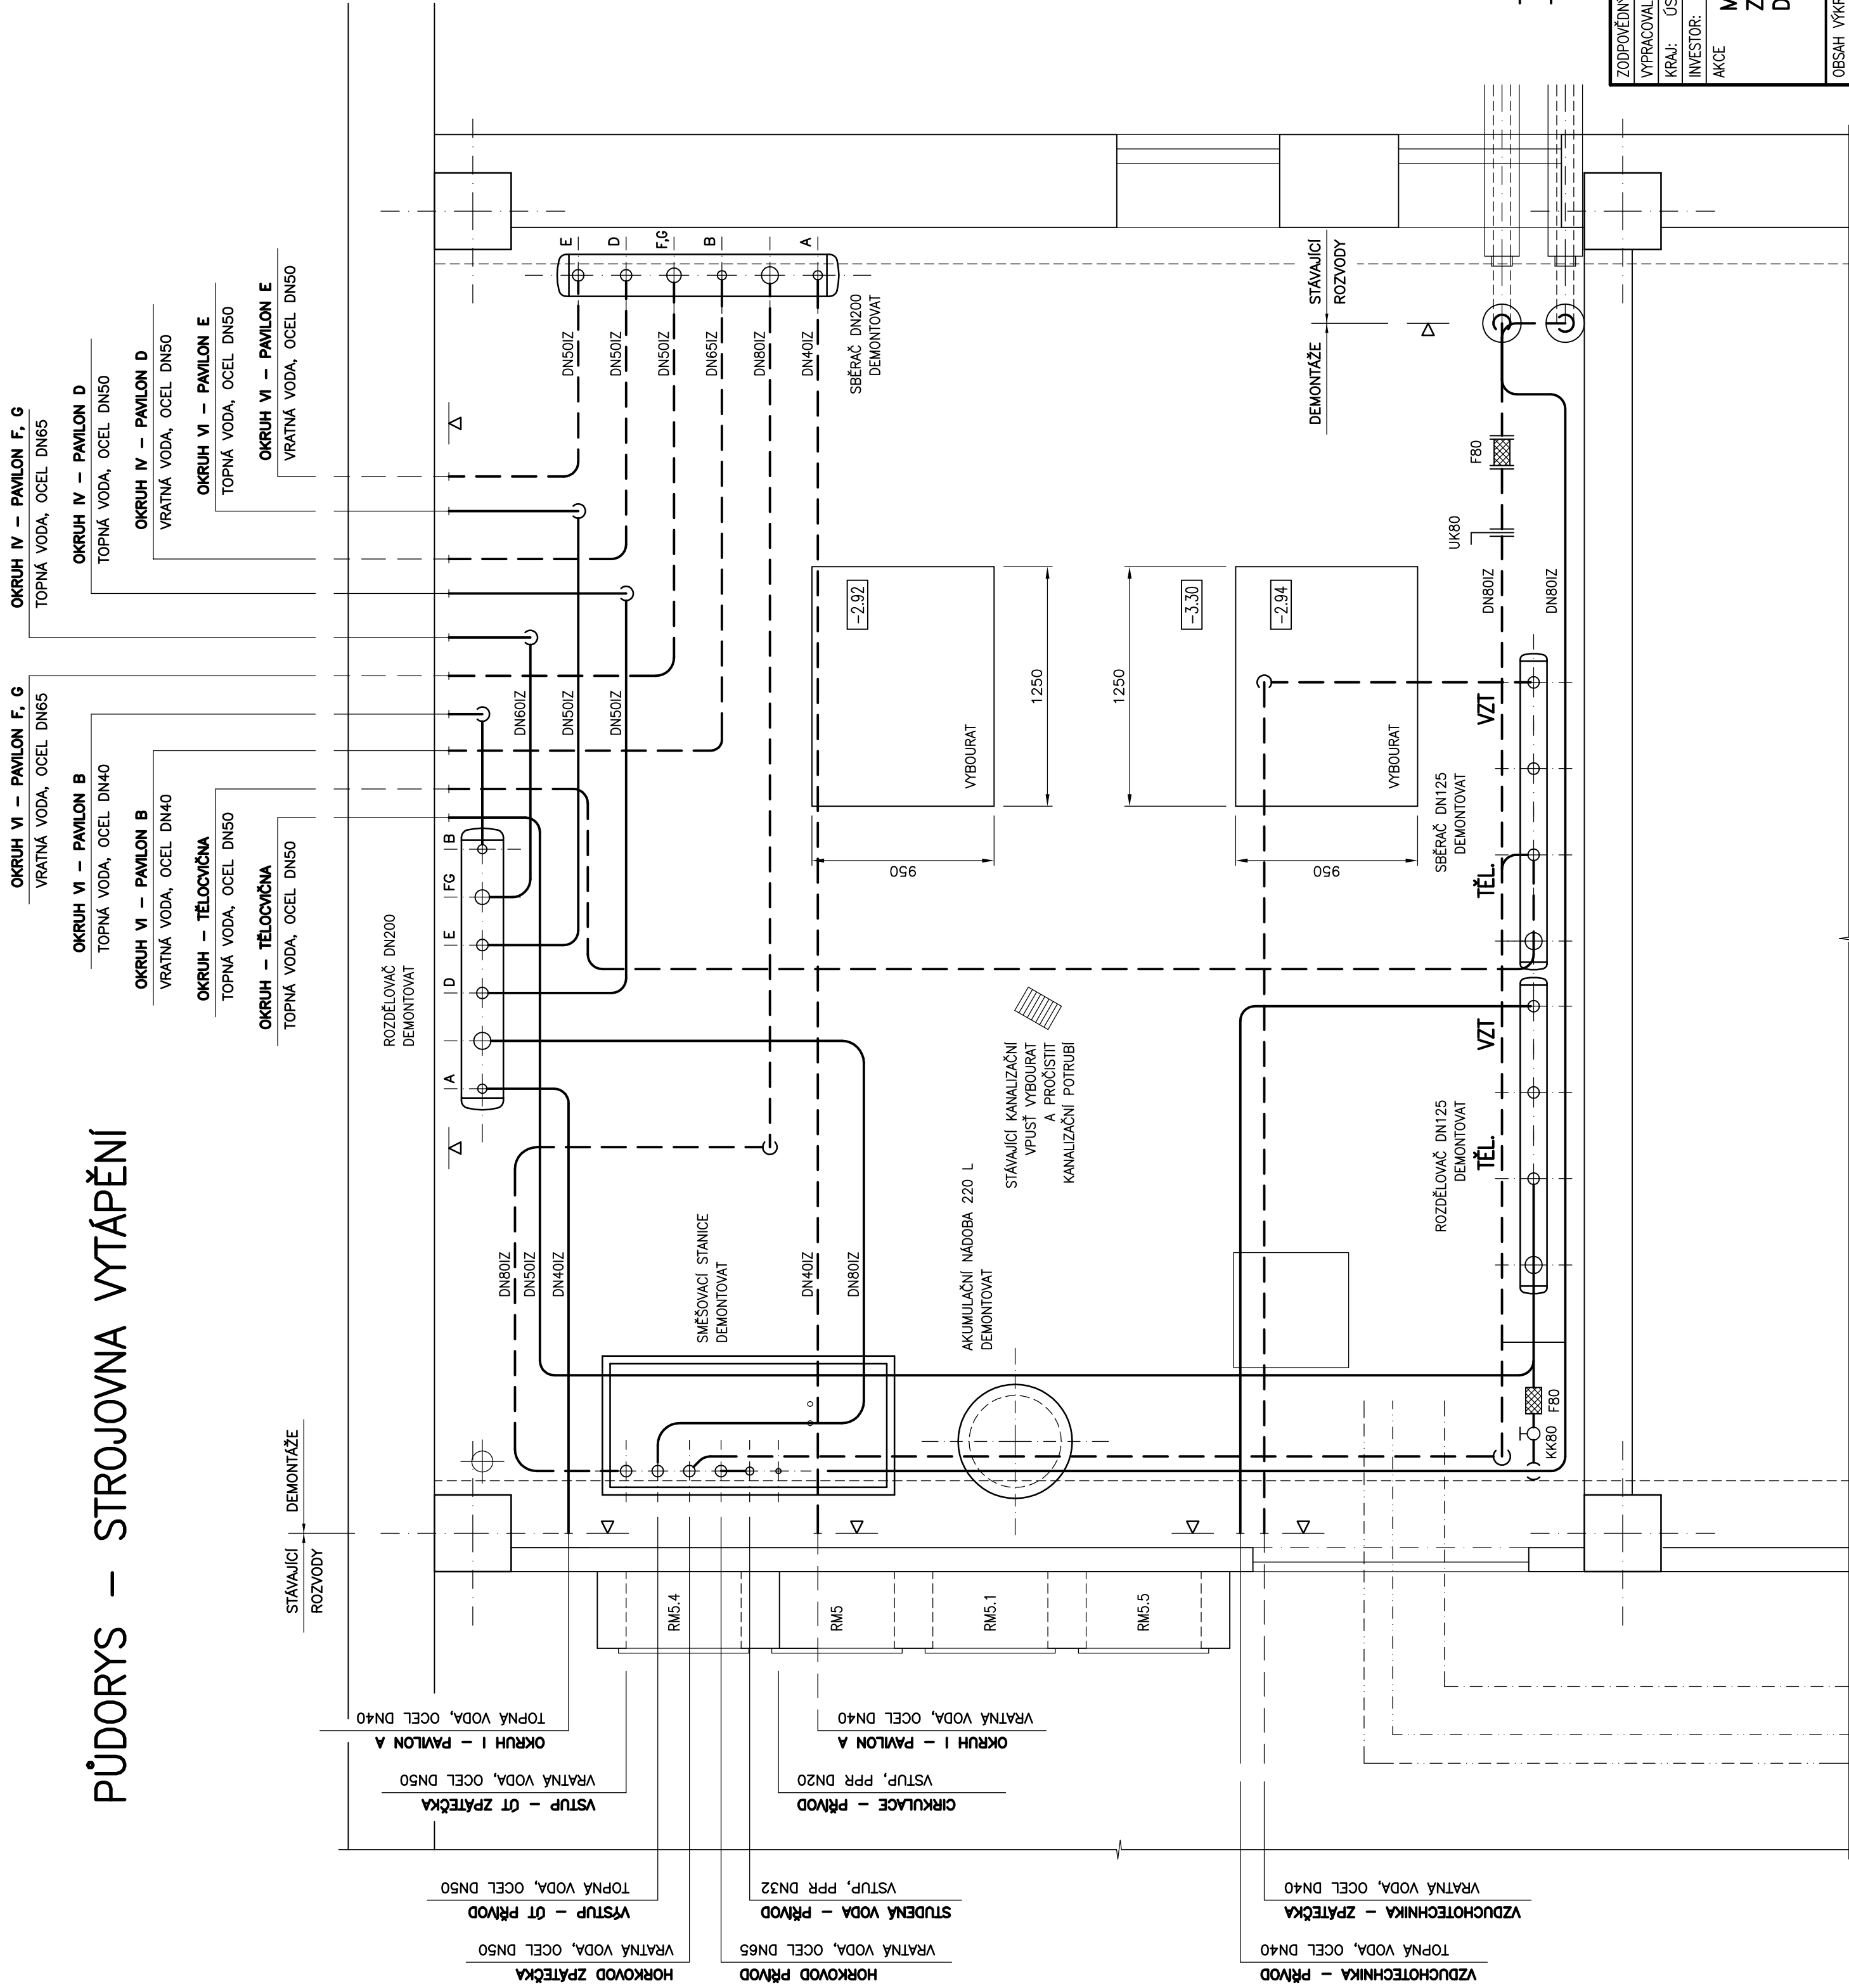 PŮDORYS – STROJOVNA VYTÁPĚNÍ
OKRUH IV – PAVILON F, G
TOPNÁ VODA, OCEL DN65
OKRUH IV – PAVILON D
TOPNÁ VODA, OCEL DN50
OKRUH IV – PAVILON D
VRATNÁ VODA, OCEL DN50
OKRUH VI – PAVILON E
TOPNÁ VODA, OCEL DN50
OKRUH VI – PAVILON E
VRATNÁ VODA, OCEL DN50
OKRUH VI – PAVILON F, G
VRATNÁ VODA, OCEL DN65
OKRUH VI – PAVILON B
TOPNÁ VODA, OCEL DN40
OKRUH VI – PAVILON B
VRATNÁ VODA, OCEL DN40
OKRUH – TĚLOCVIČNA
TOPNÁ VODA, OCEL DN50
OKRUH – TĚLOCVIČNA
TOPNÁ VODA, OCEL DN50
STÁVAJÍCÍ
ROZVODY
DEMONTÁŽE
ROZDĚLOVAČ DN200
DEMONTOVAT
A
D
E
FG
B
DN60IZ
DN50IZ
DN50IZ
E
D
F,G
B
A
DN50IZ
DN50IZ
DN50IZ
DN65IZ
DN80IZ
DN40IZ
SBĚRAČ DN200
DEMONTOVAT
DN80IZ
DN50IZ
DN40IZ
SMĚŠOVACÍ STANICE
DEMONTOVAT
DN40IZ
DN80IZ
AKUMULAČNÍ NÁDOBA 220 L
DEMONTOVAT
STÁVAJÍCÍ KANALIZAČNÍ
VPUSŤ VYBOURAT
A PROČISTIT
KANALIZAČNÍ POTRUBÍ
-2.92
VYBOURAT
1250
950
1250
-3.30
-2.94
VYBOURAT
950
DEMONTÁŽE
STÁVAJÍCÍ
ROZVODY
F80
UK80
DN80IZ
DN80IZ
SBĚRAČ DN125
DEMONTOVAT
VZT
TĚL.
ROZDĚLOVAČ DN125
DEMONTOVAT
VZT
TĚL.
F80
KK80
RM5.4
RM5
RM5.1
RM5.5
OKRUH I – PAVILON A
TOPNÁ VODA, OCEL DN40
VSTUP – ÚT ZPÁTEČKA
VRATNÁ VODA, OCEL DN50
VÝSTUP – ÚT PŘÍVOD
TOPNÁ VODA, OCEL DN50
HORKOVOD ZPÁTEČKA
VRATNÁ VODA, OCEL DN50
OKRUH I – PAVILON A
VRATNÁ VODA, OCEL DN40
CIRKULACE – PŘÍVOD
VSTUP, PPR DN20
STUDENÁ VODA – PŘÍVOD
VSTUP, PPR DN32
HORKOVOD PŘÍVOD
VRATNÁ VODA, OCEL DN65
VZDUCHOTECHNIKA – ZPÁTEČKA
VRATNÁ VODA, OCEL DN40
VZDUCHOTECHNIKA – PŘÍVOD
TOPNÁ VODA, OCEL DN40
VYPRACOVAL
KRAJ:
INVESTOR:
AKCE
OBSAH